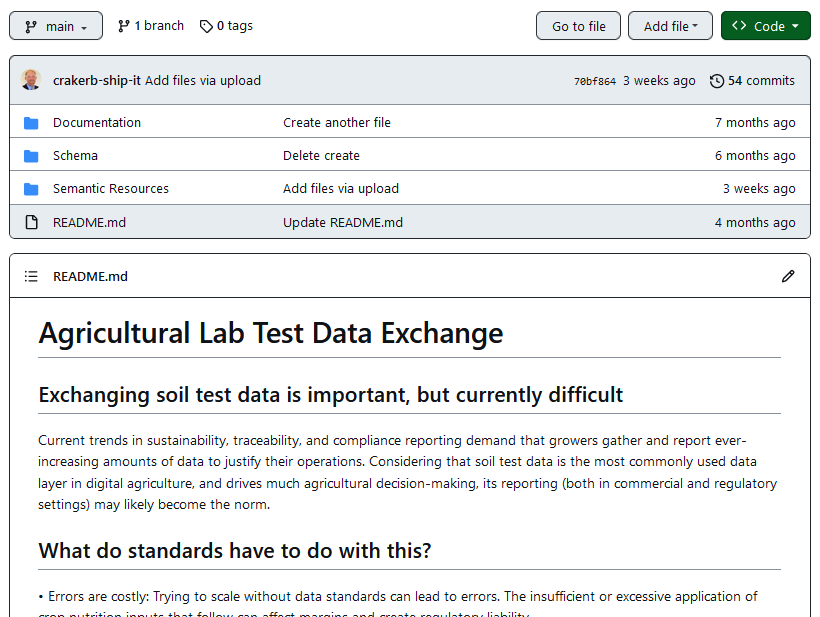 main 1 branch 0 tags Go to file Add file Code
crakerb-ship-it Add files via upload 70bf864 3 weeks ago 54 commits
Documentation Create another file 7 months ago
Schema Delete create 6 months ago
Semantic Resources Add files via upload 3 weeks ago
README.md Update README.md 4 months ago
README.md
Agricultural Lab Test Data Exchange
Exchanging soil test data is important, but currently difficult
Current trends in sustainability, traceability, and compliance reporting demand that growers gather and report ever-
increasing amounts of data to justify their operations. Considering that soil test data is the most commonly used data
layer in digital agriculture, and drives much agricultural decision-making, its reporting (both in commercial and regulatory
settings) may likely become the norm.
What do standards have to do with this?
• Errors are costly: Trying to scale without data standards can lead to errors. The insufficient or excessive application of
crop nutrition inputs that follow can affect margins and create regulatory liability.